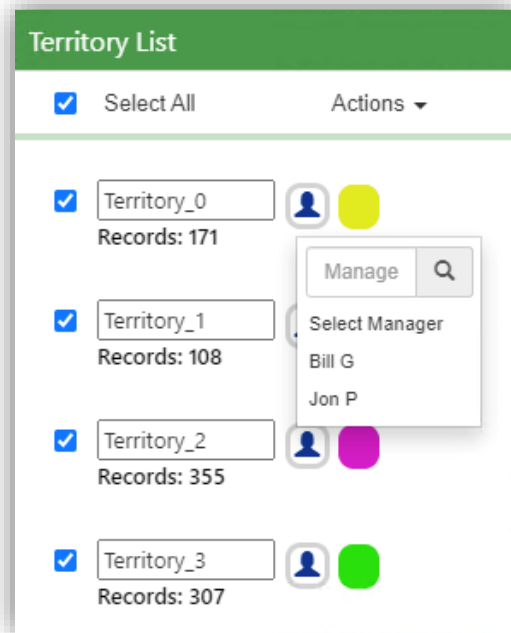 Territory List
Select All Actions
Territory_0
Records: 171
Manage
Select Manager
Bill G
Jon P
Territory_1
Records: 108
Territory_2
Records: 355
Territory_3
Records: 307